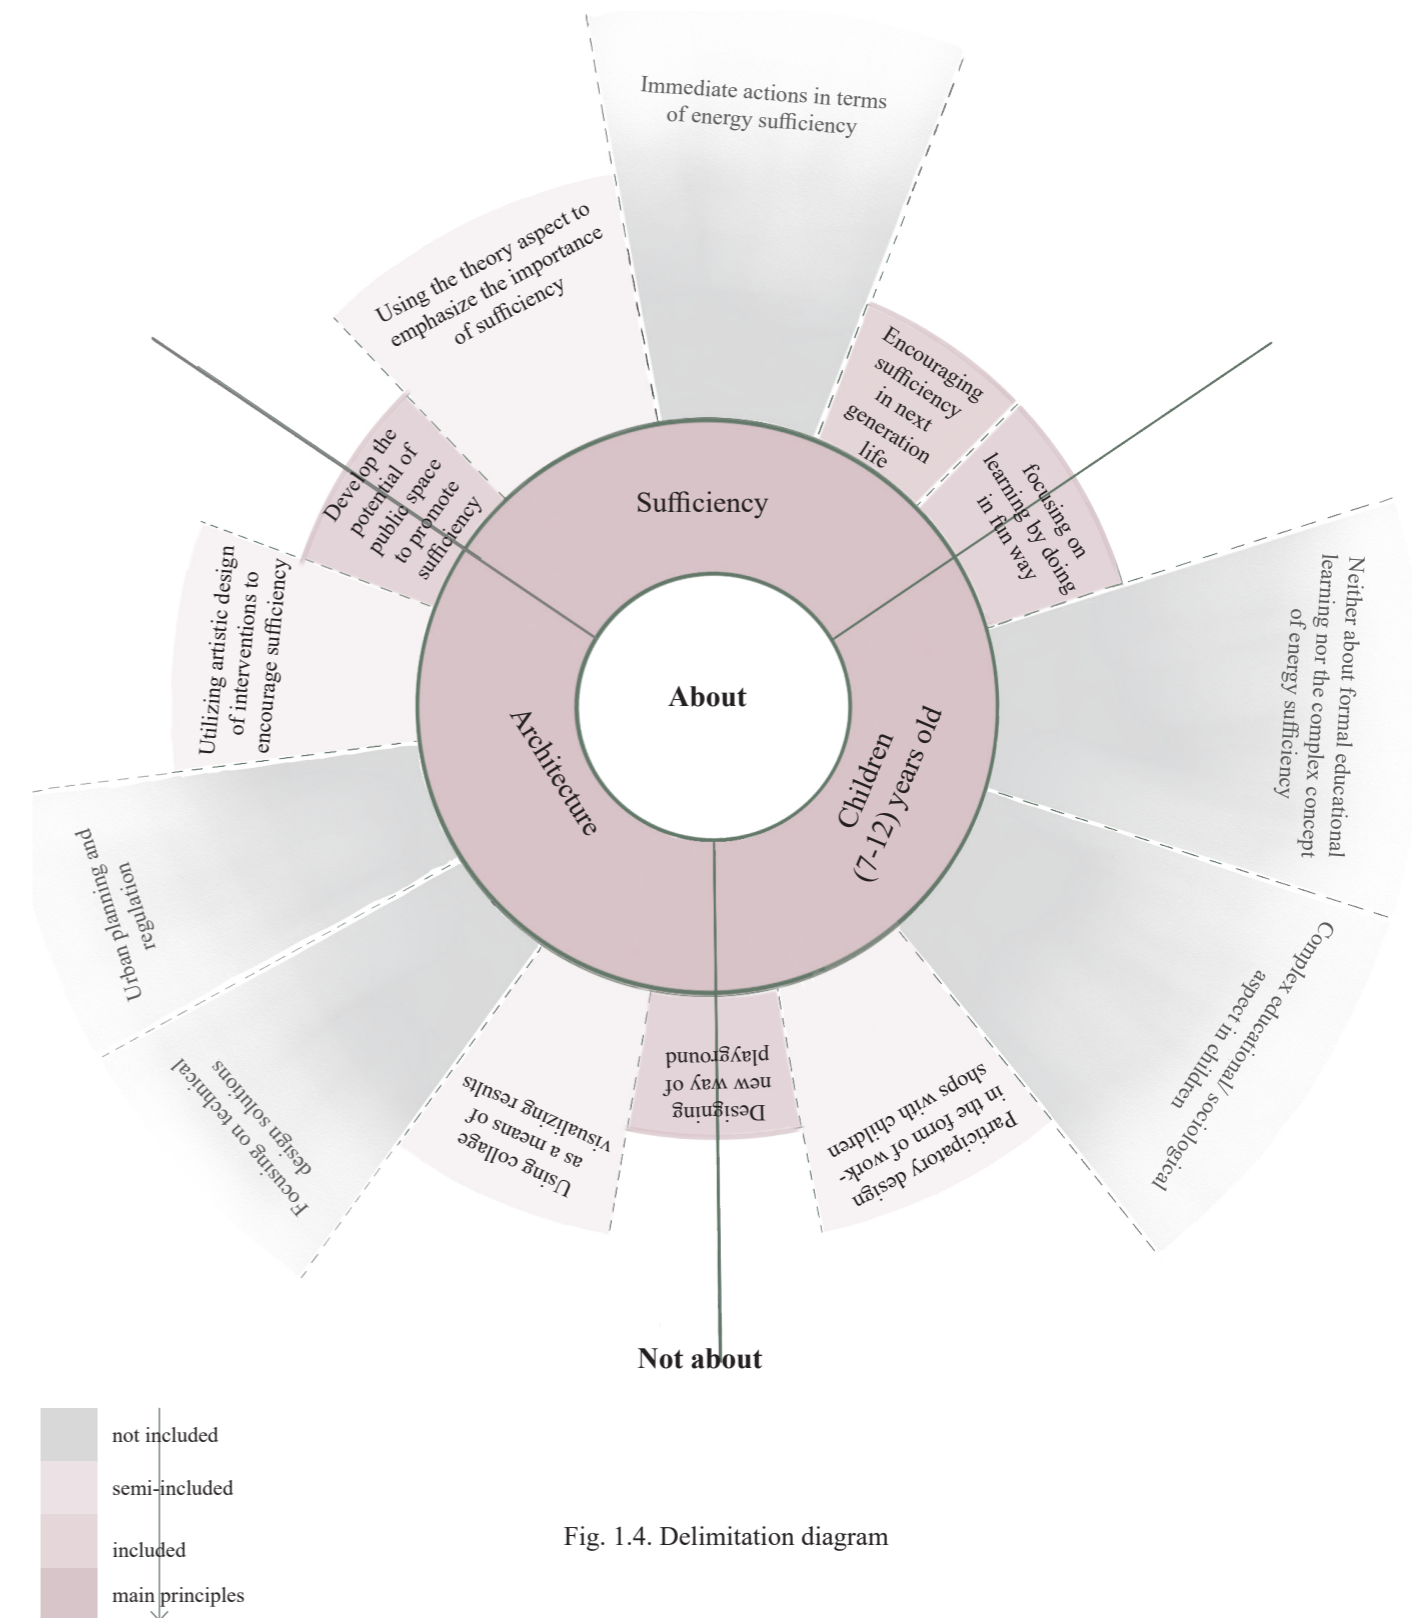 Immediate actions in terms
of energy sufficiency
Using the theory aspect to
emphasize the importance
of sufficiency
Encouraging
sufficiency
in next
generation
life
focusing on
learning by doing
in fun way
Develop the
potential of
public space
to promote
sufficiency
Sufficiency
Utilizing artistic design
of interventions to
encourage sufficiency
Neither about formal educational
learning nor the complex concept
of energy sufficiency
About
Architecture
Children
(7-12) years old
Urban planning and
regulation
Complex educational/ sociological
aspect in children
Focusing on technical
design solutions
Using collage
as a means of
visualizing results
Designing
new way of
playground
Participatory design
in the form of work-
shops with children
Not about
not included
semi-included
included
main principles
Fig. 1.4. Delimitation diagram